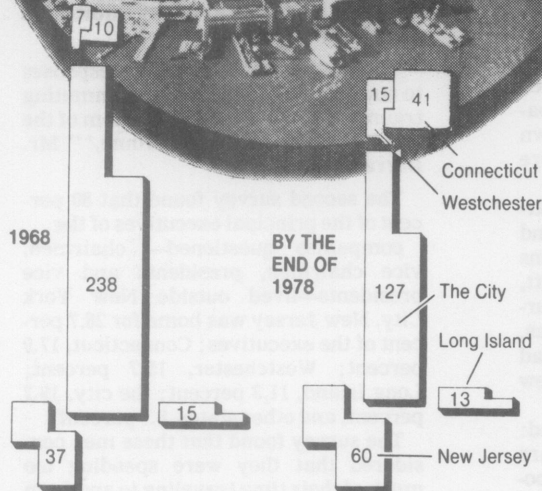 7
10
15
41
Connecticut
Westchester
1968
BY THE
END OF
1978
238
127
The City
Long Island
15
13
37
60
New Jersey